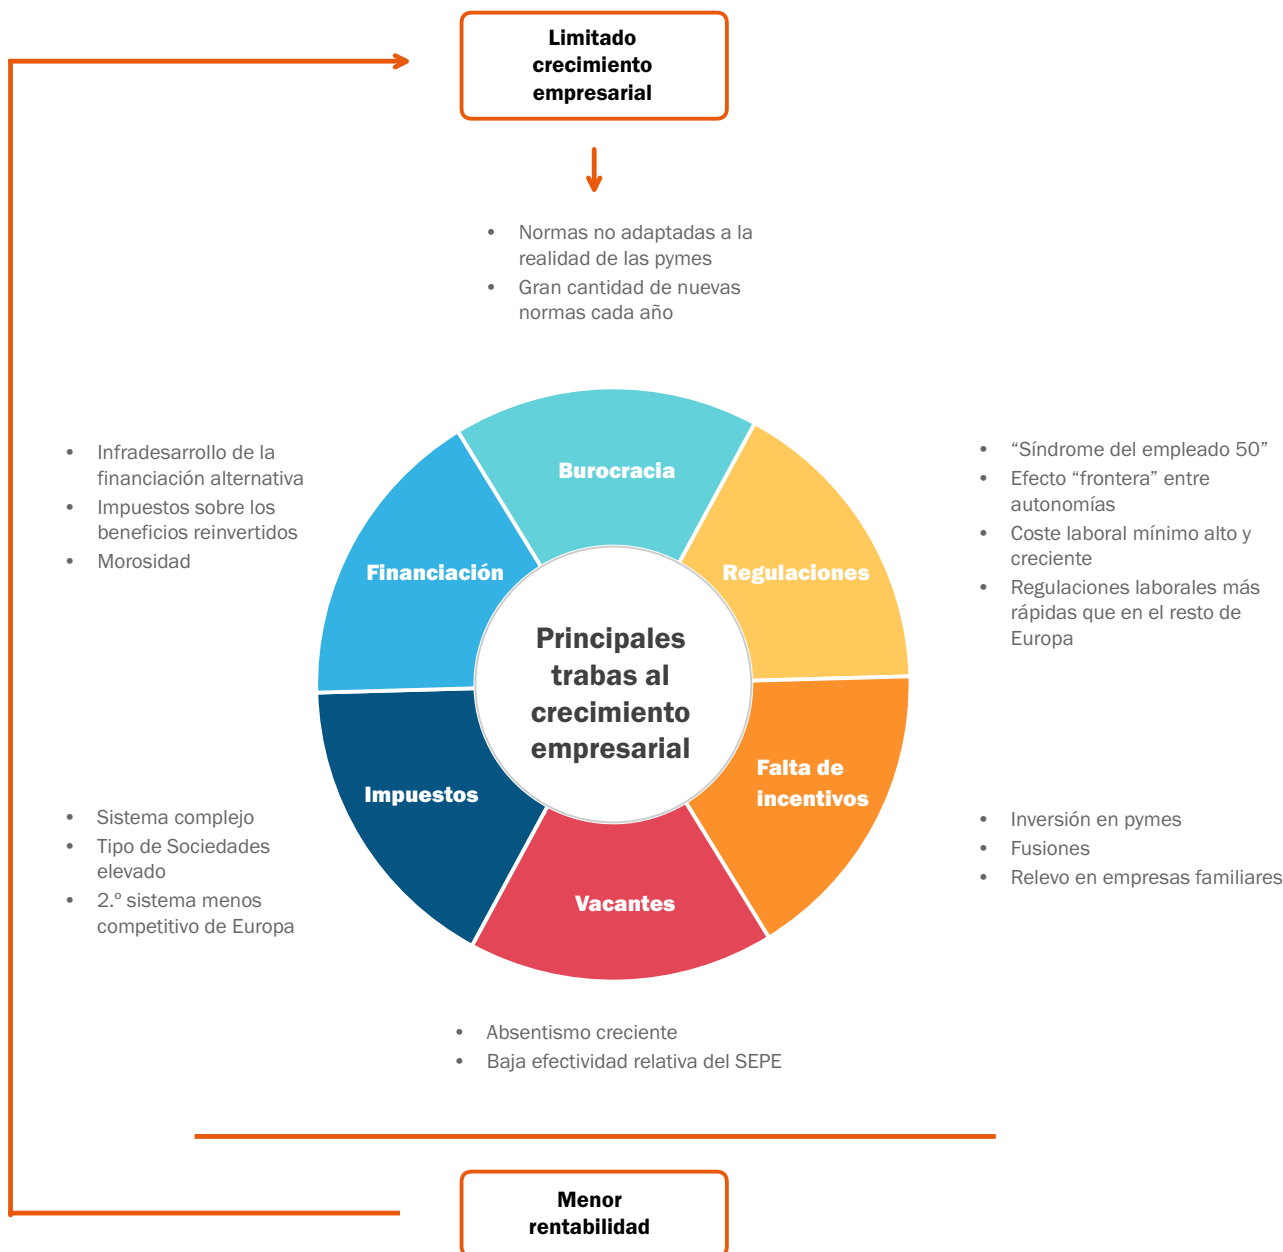 Limitado
crecimiento
empresarial
• Normas no adaptadas a la
realidad de las pymes
• Gran cantidad de nuevas
normas cada año
• Infradesarrollo de la
financiación alternativa
• Impuestos sobre los
beneficios reinvertidos
• Morosidad
Burocracia
• “Síndrome del empleado 50”
• Efecto “frontera” entre
autonomías
• Coste laboral mínimo alto y
creciente
• Regulaciones laborales más
rápidas que en el resto de
Europa
Financiación
Regulaciones
Principales
trabas al
crecimiento
empresarial
Impuestos
Falta de
incentivos
• Sistema complejo
• Tipo de Sociedades
elevado
• 2.º sistema menos
competitivo de Europa
• Inversión en pymes
• Fusiones
• Relevo en empresas familiares
Vacantes
• Absentismo creciente
• Baja efectividad relativa del SEPE
Menor
rentabilidad